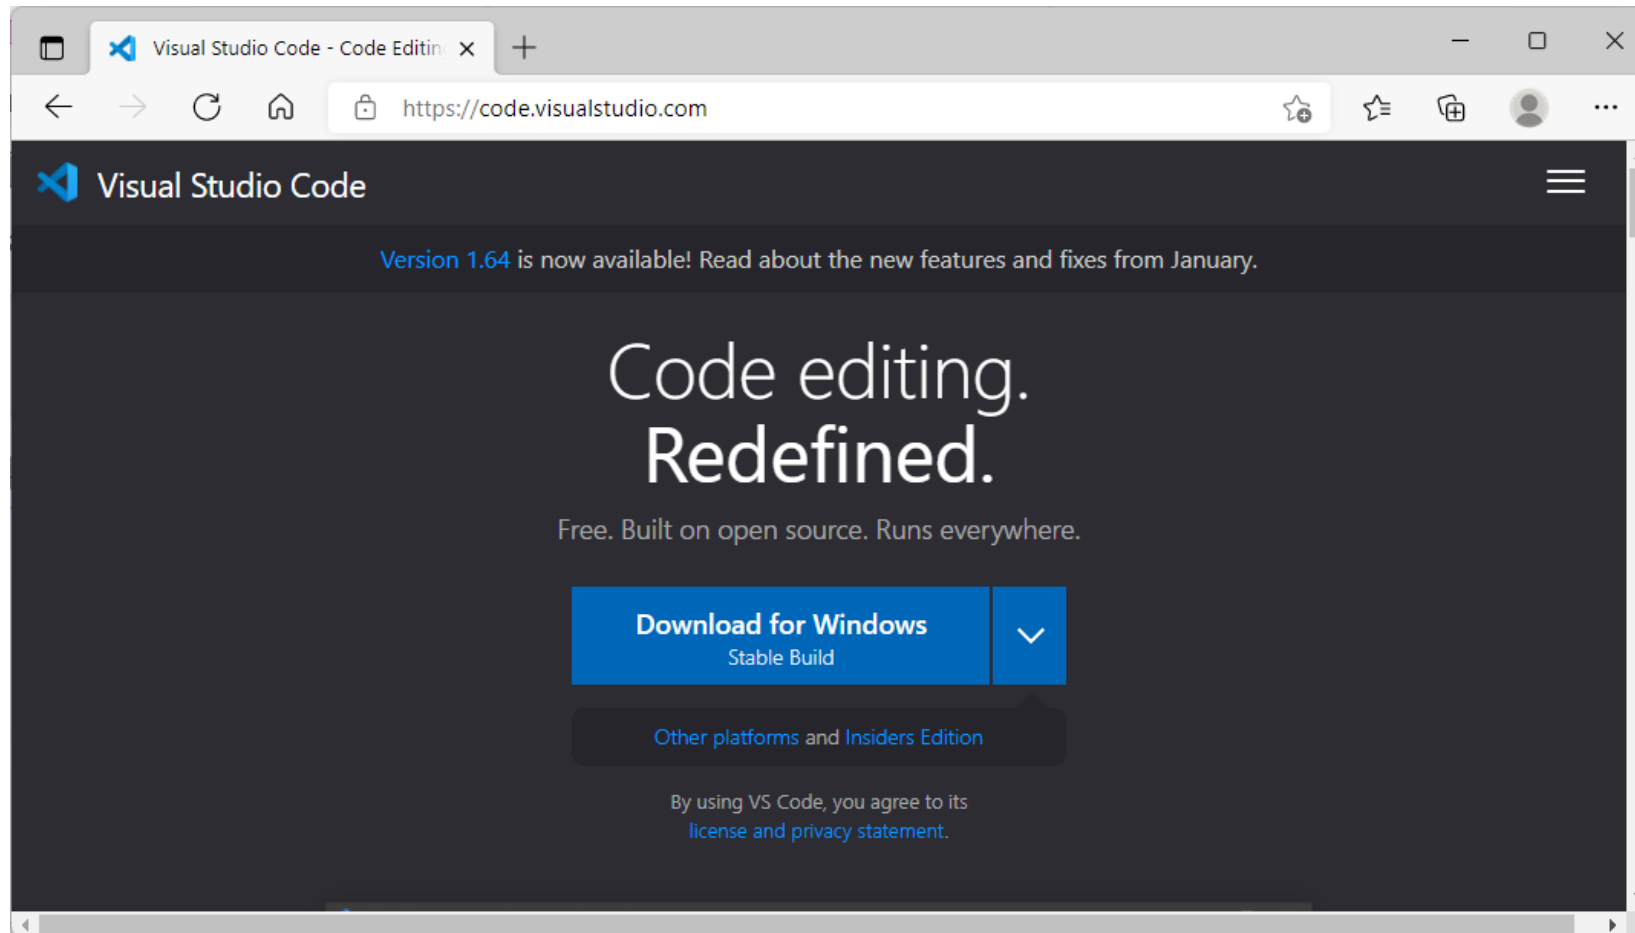 Visual Studio Code - Code Editin
https://code.visualstudio.com
Visual Studio Code
Version 1.64 is now available! Read about the new features and fixes from January.
Code editing.
Redefined.
Free. Built on open source. Runs everywhere.
Download for Windows
Stable Build
Other platforms and Insiders Edition
By using VS Code, you agree to its
license and privacy statement.